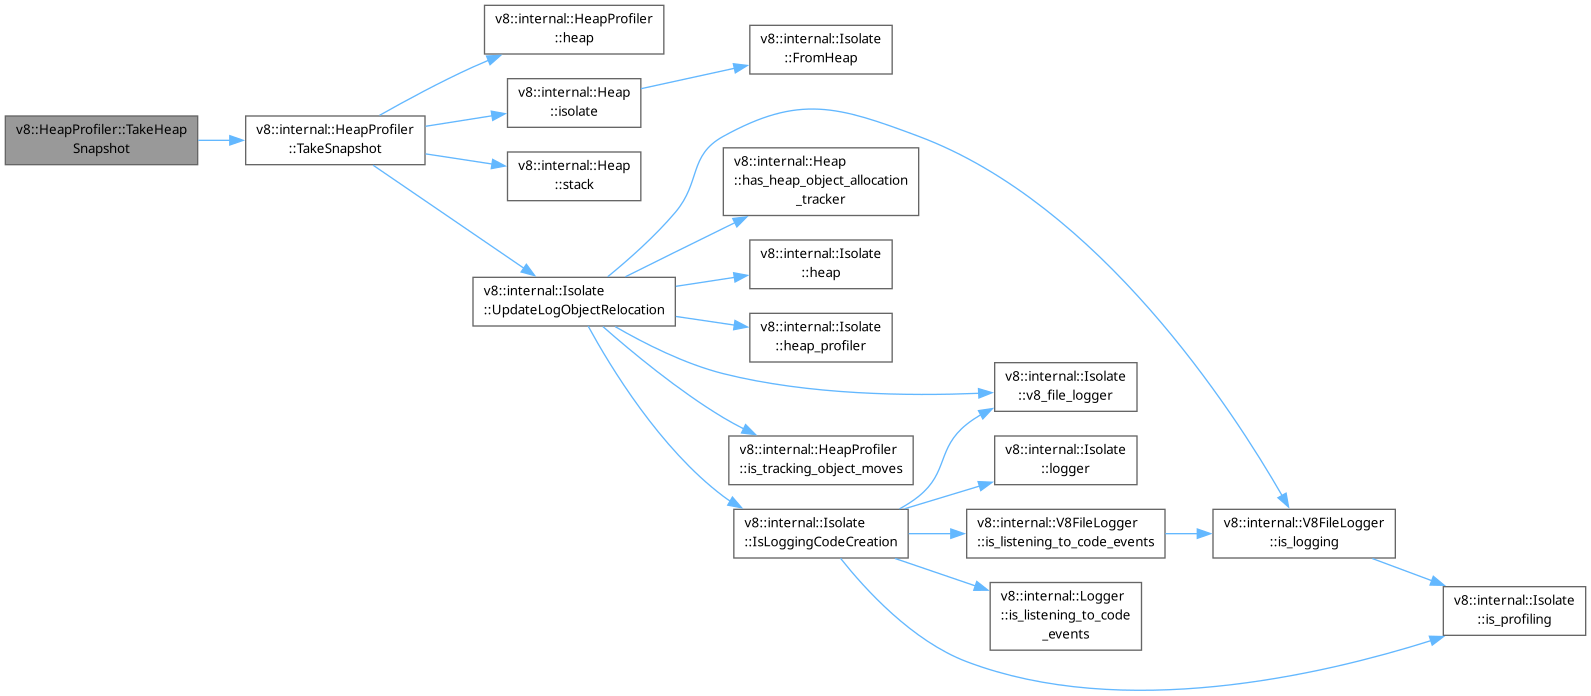 v8::internal::HeapProfiler
::heap
v8::internal::Isolate
::FromHeap
v8::internal::Heap
::isolate
v8::HeapProfiler::TakeHeap
Snapshot
v8::internal::HeapProfiler
::TakeSnapshot
v8::internal::Heap
::stack
v8::internal::Heap
::has_heap_object_allocation
_tracker
v8::internal::Isolate
::heap
v8::internal::Isolate
::UpdateLogObjectRelocation
v8::internal::Isolate
::heap_profiler
v8::internal::Isolate
::v8_file_logger
v8::internal::HeapProfiler
::is_tracking_object_moves
v8::internal::Isolate
::logger
v8::internal::Isolate
::IsLoggingCodeCreation
v8::internal::V8FileLogger
::is_listening_to_code_events
v8::internal::V8FileLogger
::is_logging
v8::internal::Logger
::is_listening_to_code
_events
v8::internal::Isolate
::is_profiling